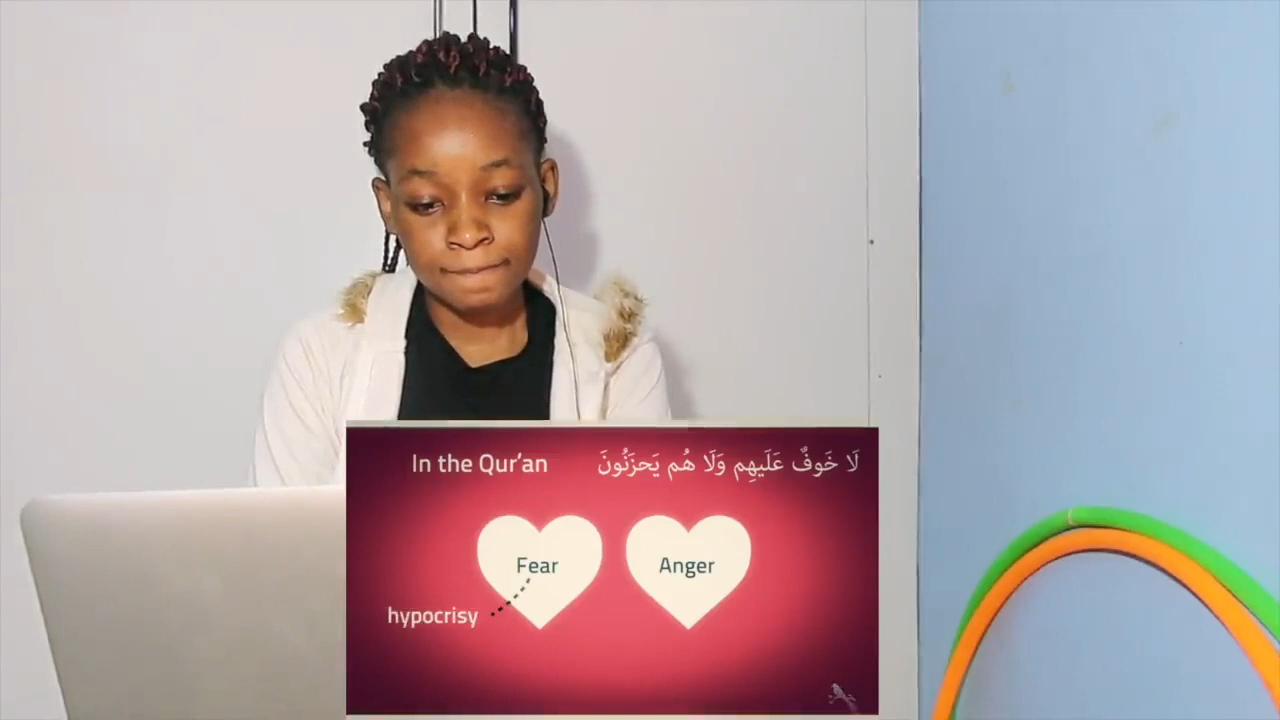 In the Qur'an
لَا خَوفٌ عَلَيهِم وَلَا هُم يَحزَنُونَ
Fear
Anger
hypocrisy